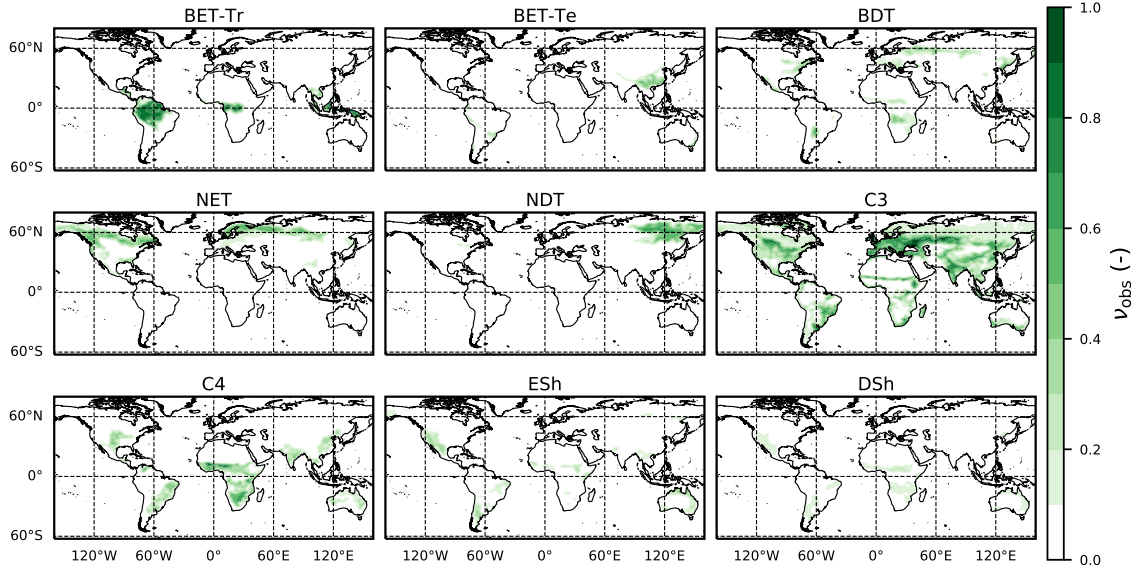 BET-Tr BET-Te BDT 1.0
60°N
0° 0.8
60°S
NET NDT C3
60°N 0.6
0°
60°S 0.4
C4 ESh DSh
60°N
0.2
0°
60°S
120°W 60°W 0° 60°E 120°E 120°W 60°W 0° 60°E 120°E 120°W 60°W 0° 60°E 120°E 0.0
ν_obs (-)